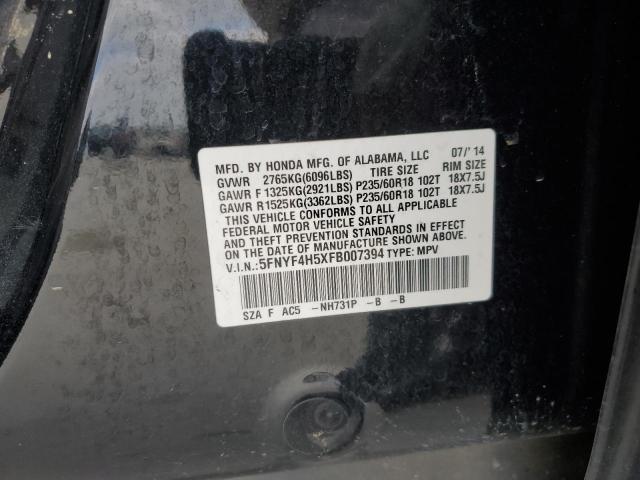 MFD. BY HONDA MFG. OF ALABAMA, LLC 07/'14
GVWR 2765KG(6096LBS) TIRE SIZE RIM SIZE
GAWR F 1325KG(2921LBS) P235/60R18 102T 18X7.5J
GAWR R 1525KG(3362LBS) P235/60R18 102T 18X7.5J
THIS VEHICLE CONFORMS TO ALL APPLICABLE
FEDERAL MOTOR VEHICLE SAFETY
AND THEFT PREVENTION STANDARDS IN EFFECT
ON THE DATE OF MANUFACTURE SHOWN ABOVE.
V.I.N.:5FNYF4H5XFB007394 TYPE: MPV
SZA F AC5 -NH731P -B -B